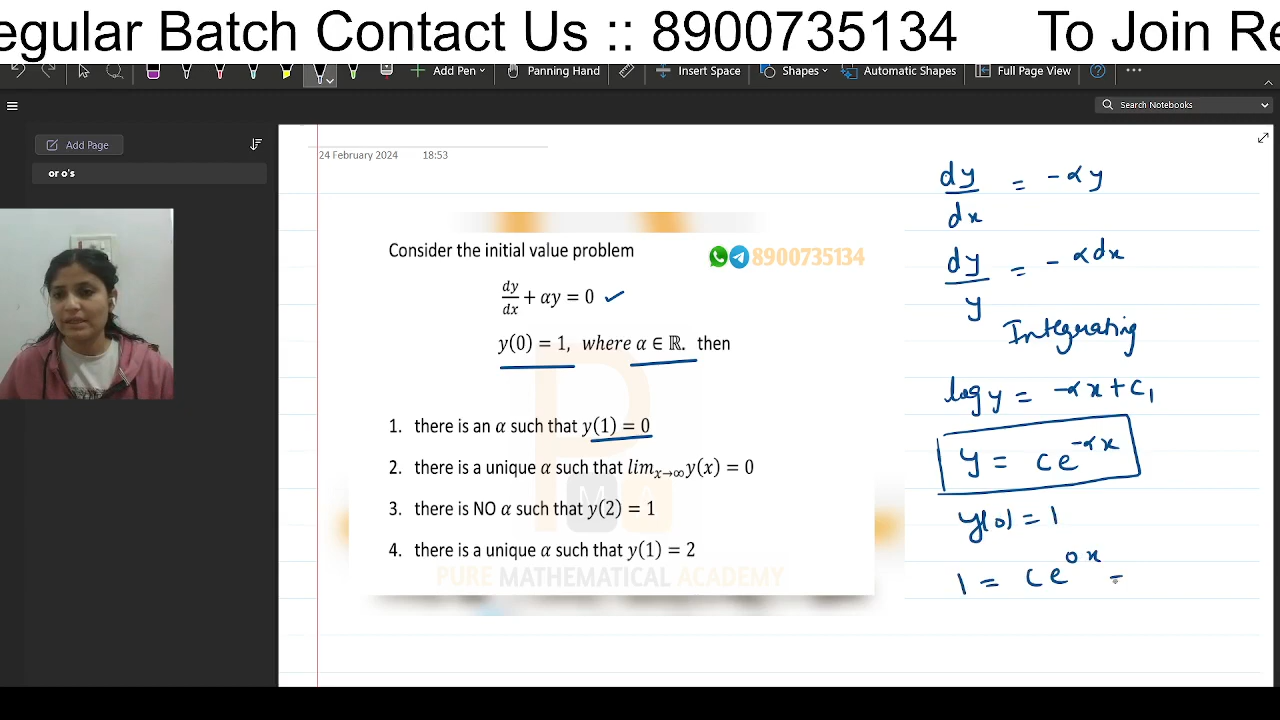 egular Batch Contact Us :: 8900735134 To Join Re
Add Pen Panning Hand Insert Space Shapes Automatic Shapes Full Page View
Search Notebooks
Add Page
or o's
24 February 2024 18:53
Consider the initial value problem
8900735134
dy/dx + αy = 0 ✓
y(0) = 1, where α ∈ ℝ. then
1. there is an α such that y(1) = 0
2. there is a unique α such that lim_{x→∞} y(x) = 0
3. there is NO α such that y(2) = 1
4. there is a unique α such that y(1) = 2
PURE MATHEMATICAL ACADEMY
dy/dx = -αy
dy/y = -αdx
Integrating
log y = -αx + C₁
y = ce^{-αx}
y(0) = 1
1 = ce^{0x} =